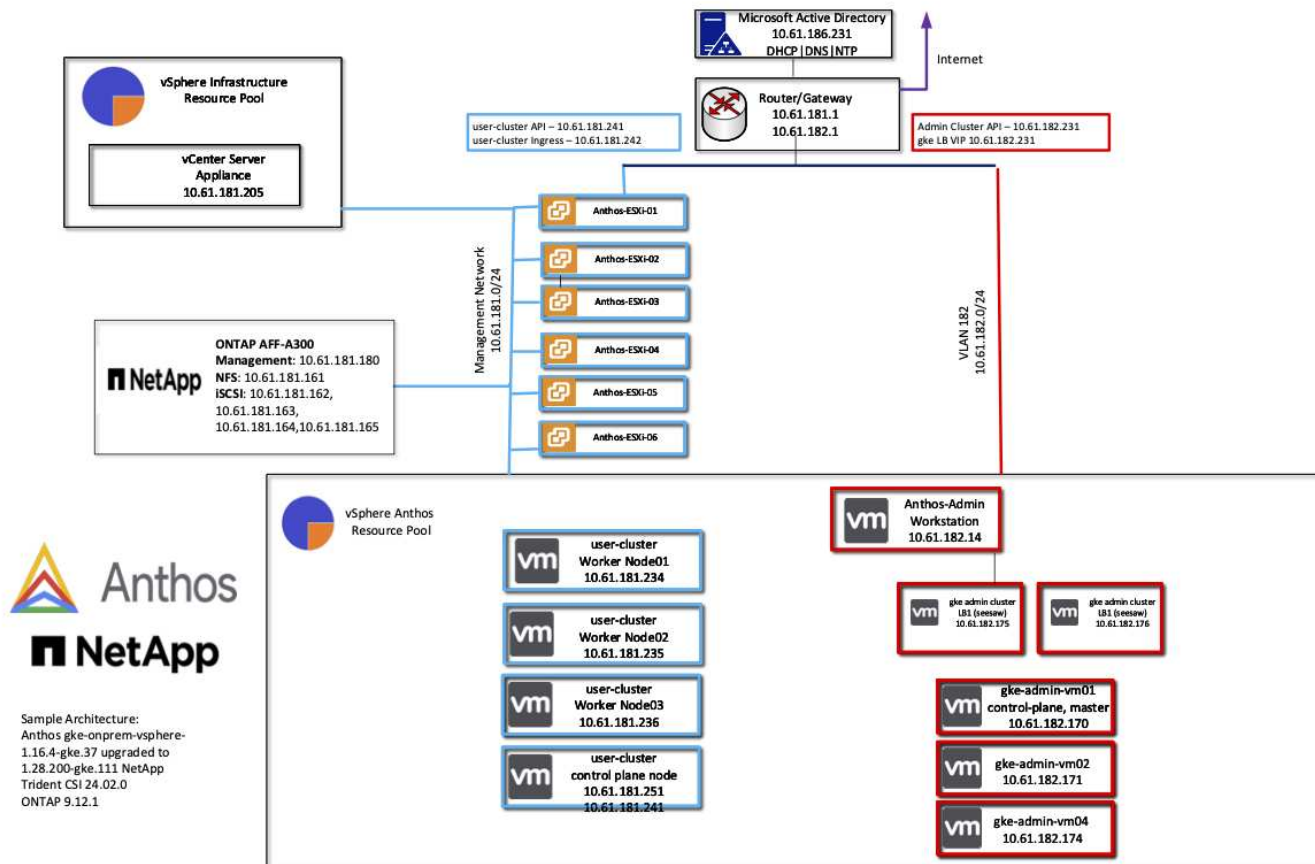 Microsoft Active Directory
10.61.186.231
DHCP|DNS|NTP
Internet
vSphere Infrastructure
Resource Pool
vCenter Server
Appliance
10.61.181.205
Router/Gateway
10.61.181.1
10.61.182.1
user-cluster API – 10.61.181.241
user-cluster Ingress – 10.61.181.242
Admin Cluster API – 10.61.182.231
gke LB VIP 10.61.182.231
Anthos-ESXi-01
Anthos-ESXi-02
Anthos-ESXi-03
Anthos-ESXi-04
Anthos-ESXi-05
Anthos-ESXi-06
Management Network
10.61.181.0/24
VLAN 182
10.61.182.0/24
NetApp
ONTAP AFF-A300
Management: 10.61.181.180
NFS: 10.61.181.161
iSCSI: 10.61.181.162,
10.61.181.163,
10.61.181.164,10.61.181.165
vSphere Anthos
Resource Pool
vm
user-cluster
Worker Node01
10.61.181.234
vm
user-cluster
Worker Node02
10.61.181.235
vm
user-cluster
Worker Node03
10.61.181.236
vm
user-cluster
control plane node
10.61.181.251
10.61.181.241
vm
Anthos-Admin
Workstation
10.61.182.14
vm
gke admin cluster
LB1 (seesaw)
10.61.182.175
vm
gke admin cluster
LB1 (seesaw)
10.61.182.176
vm
gke-admin-vm01
control-plane, master
10.61.182.170
vm
gke-admin-vm02
10.61.182.171
vm
gke-admin-vm04
10.61.182.174
Anthos
NetApp
Sample Architecture:
Anthos gke-onprem-vsphere-
1.16.4-gke.37 upgraded to
1.28.200-gke.111 NetApp
Trident CSI 24.02.0
ONTAP 9.12.1